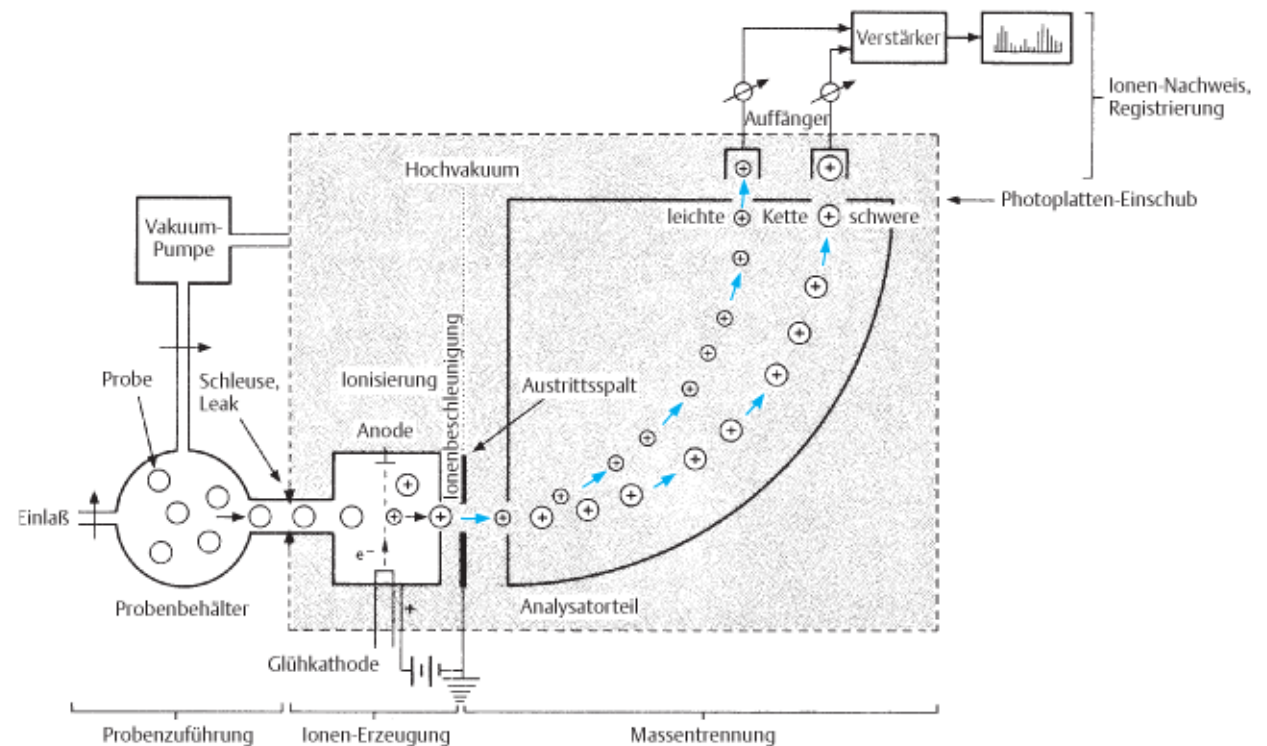 Verstärker
Ionen-Nachweis,
Registrierung
Auffänger
Hochvakuum
Photoplatten-Einschub
leichte Kette schwere
Vakuum-
Pumpe
Probe
Schleuse,
Leak
Ionisierung
Ionenbeschleunigung
Austrittsspalt
Anode
Einlaß
e⁻
Probenbehälter
Analysatorteil
+
Glühkathode
Probenzuführung
Ionen-Erzeugung
Massentrennung